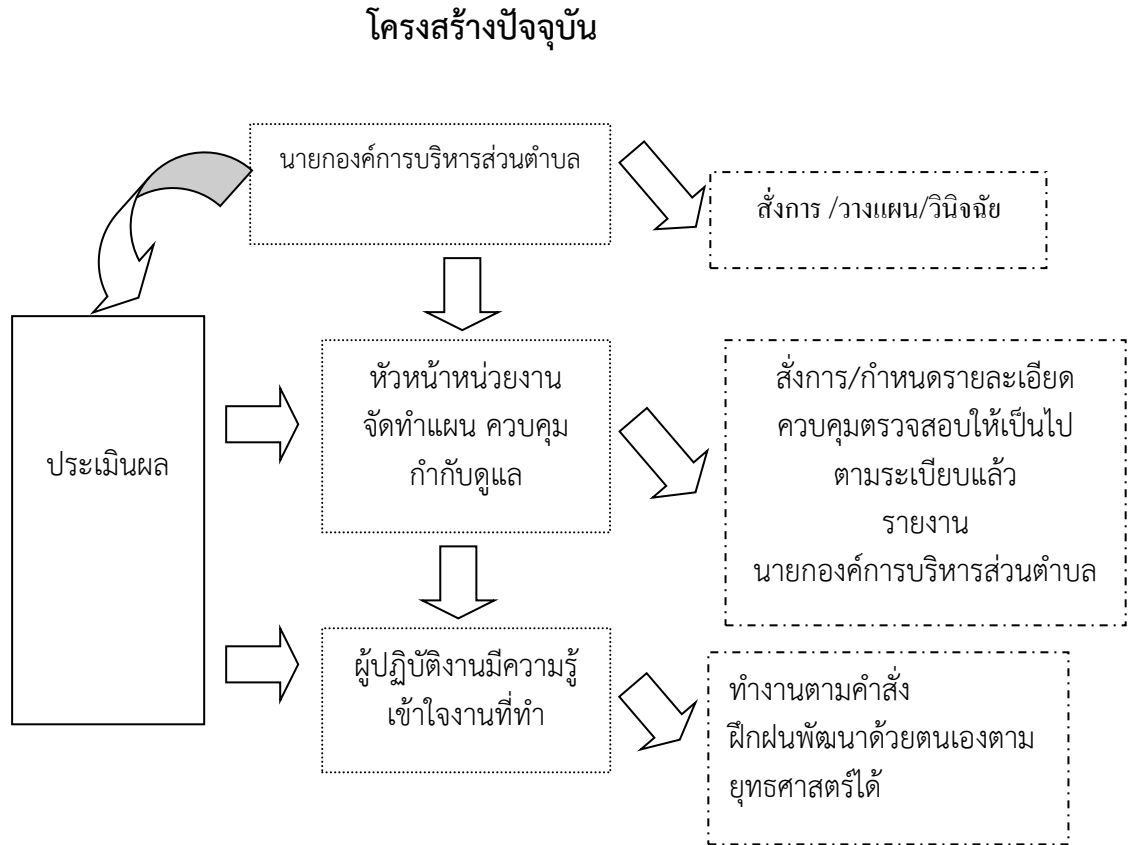 โครงสร้างปัจจุบัน
นายกองค์การบริหารส่วนตำบล
สั่งการ /วางแผน/วินิจฉัย
ประเมินผล
หัวหน้าหน่วยงาน
จัดทำแผน ควบคุม
กำกับดูแล
สั่งการ/กำหนดรายละเอียด
ควบคุมตรวจสอบให้เป็นไป
ตามระเบียบแล้ว
รายงาน
นายกองค์การบริหารส่วนตำบล
ผู้ปฏิบัติงานมีความรู้
เข้าใจงานที่ทำ
ทำงานตามคำสั่ง
ฝึกฝนพัฒนาด้วยตนเองตาม
ยุทธศาสตร์ได้